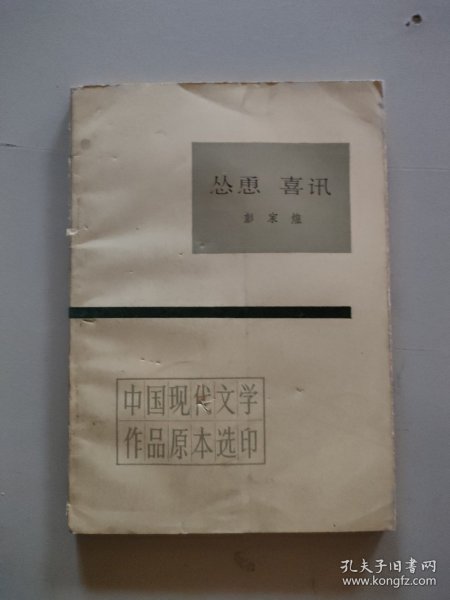 怂恿 喜讯
彭家煌
中国现代文学
作品原本选印
孔夫子旧书网
www.kongfz.com